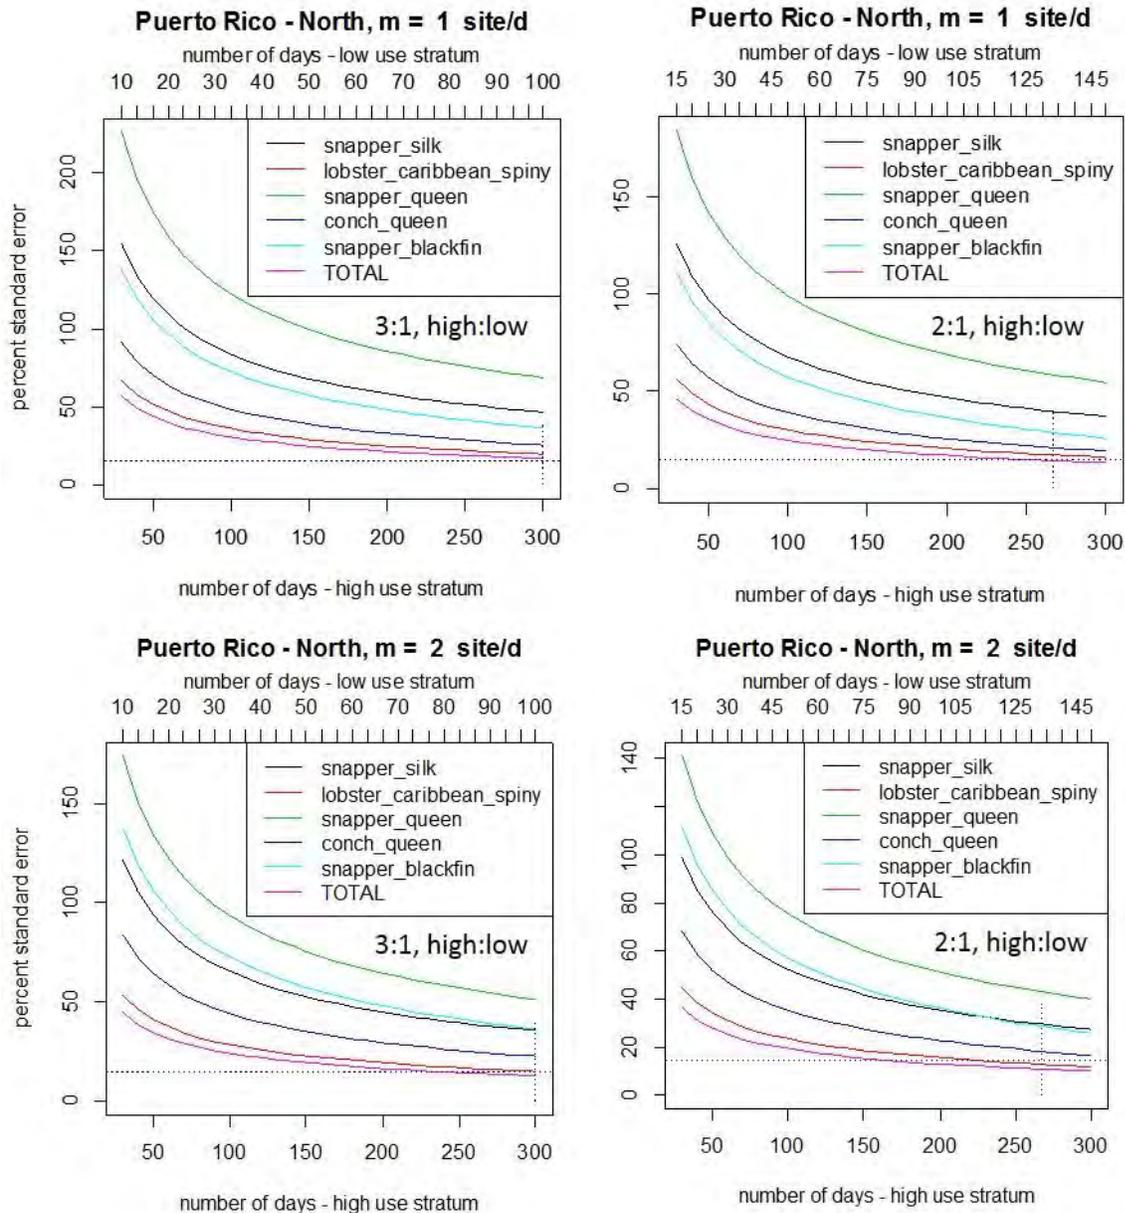 Puerto Rico - North, m = 1 site/d
number of days - low use stratum
10 20 30 40 50 60 70 80 90 100
percent standard error
0 50 100 150 200
snapper_silk
lobster_caribbean_spiny
snapper_queen
conch_queen
snapper_blackfin
TOTAL
3:1, high:low
50 100 150 200 250 300
number of days - high use stratum
Puerto Rico - North, m = 1 site/d
number of days - low use stratum
15 30 45 60 75 90 105 125 145
0 50 100 150
snapper_silk
lobster_caribbean_spiny
snapper_queen
conch_queen
snapper_blackfin
TOTAL
2:1, high:low
50 100 150 200 250 300
number of days - high use stratum
Puerto Rico - North, m = 2 site/d
number of days - low use stratum
10 20 30 40 50 60 70 80 90 100
percent standard error
0 50 100 150
snapper_silk
lobster_caribbean_spiny
snapper_queen
conch_queen
snapper_blackfin
TOTAL
3:1, high:low
50 100 150 200 250 300
number of days - high use stratum
Puerto Rico - North, m = 2 site/d
number of days - low use stratum
15 30 45 60 75 90 105 125 145
0 20 40 60 80 100 140
snapper_silk
lobster_caribbean_spiny
snapper_queen
conch_queen
snapper_blackfin
TOTAL
2:1, high:low
50 100 150 200 250 300
number of days - high use stratum